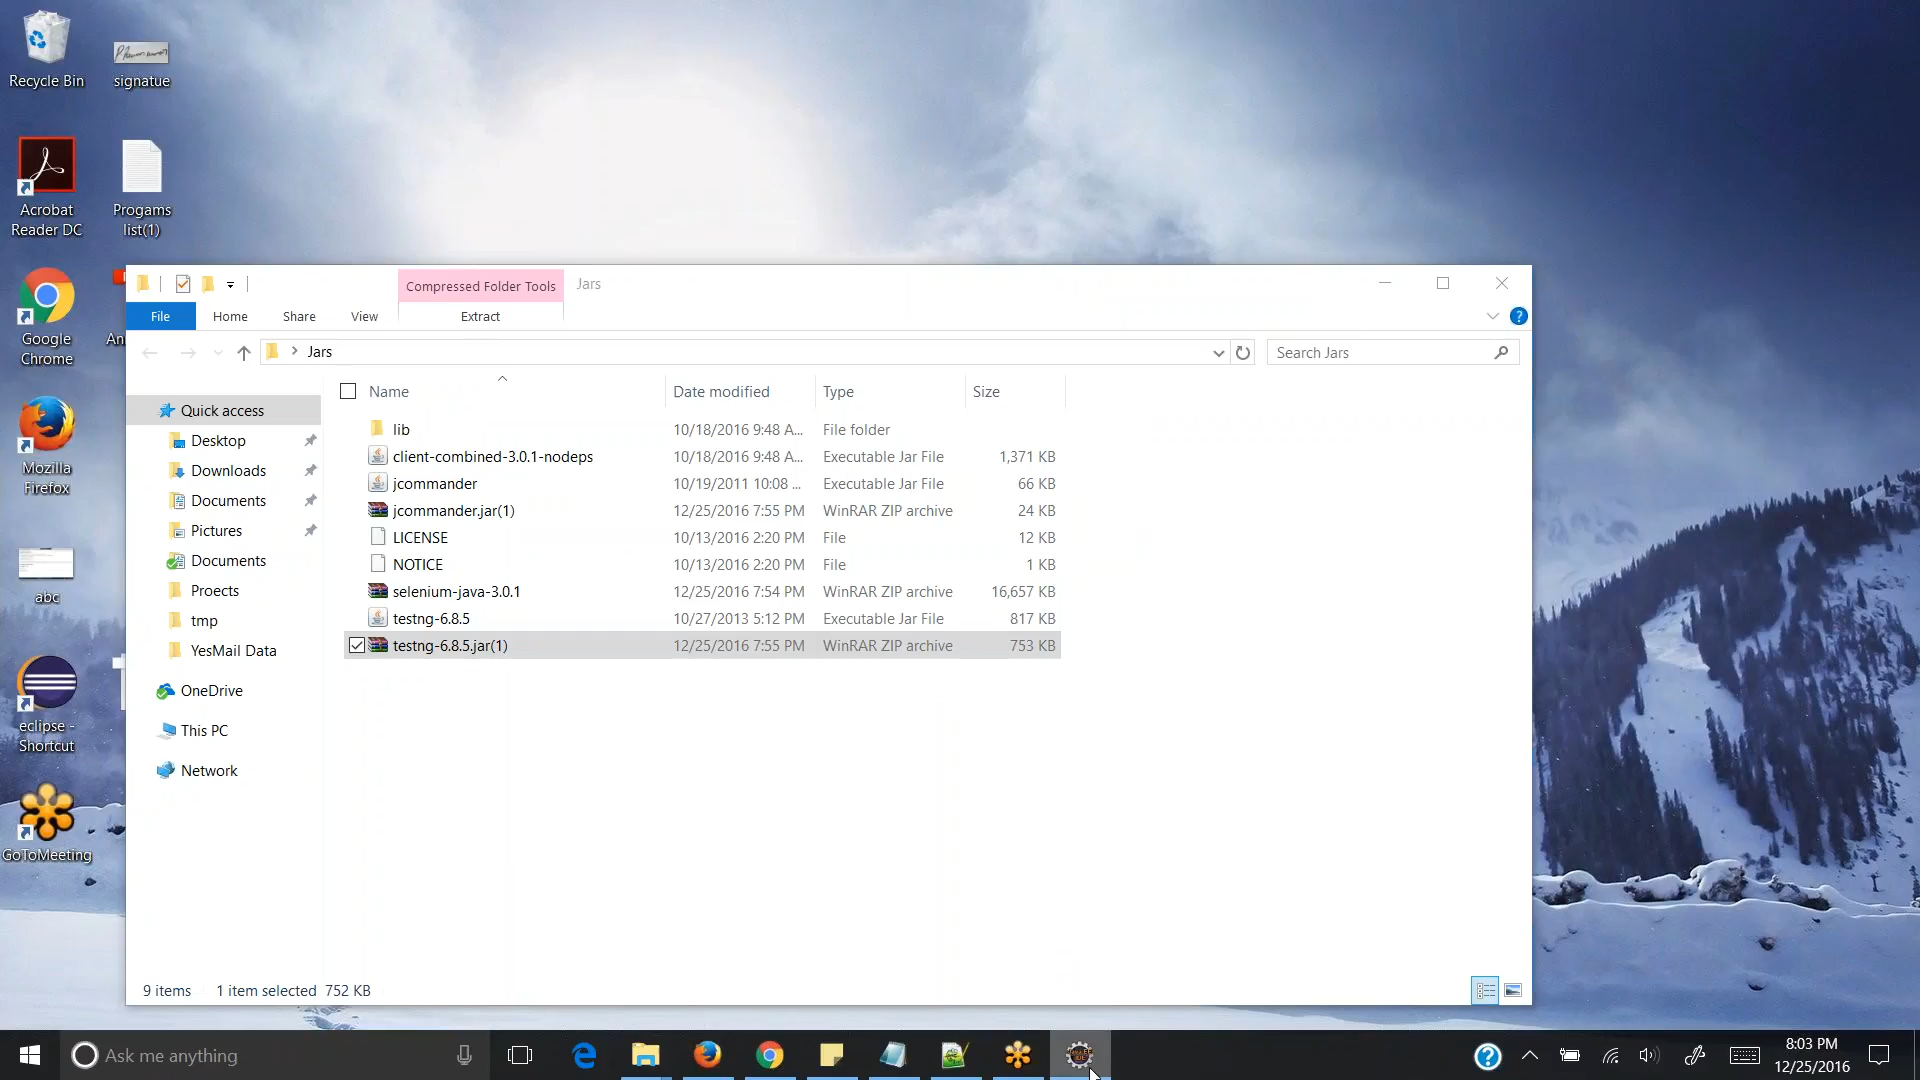 Recycle Bin
signatue
Acrobat
Reader DC
Progams
list(1)
Google
Chrome
An
Mozilla
Firefox
abc
eclipse -
Shortcut
GoToMeeting
Compressed Folder Tools
Jars
File
Home
Share
View
Extract
Jars
Search Jars
Name
Date modified
Type
Size
Quick access
Desktop
Downloads
Documents
Pictures
Documents
Proects
tmp
YesMail Data
OneDrive
This PC
Network
lib 10/18/2016 9:48 A... File folder
client-combined-3.0.1-nodeps 10/18/2016 9:48 A... Executable Jar File 1,371 KB
jcommander 10/19/2011 10:08 ... Executable Jar File 66 KB
jcommander.jar(1) 12/25/2016 7:55 PM WinRAR ZIP archive 24 KB
LICENSE 10/13/2016 2:20 PM File 12 KB
NOTICE 10/13/2016 2:20 PM File 1 KB
selenium-java-3.0.1 12/25/2016 7:54 PM WinRAR ZIP archive 16,657 KB
testng-6.8.5 10/27/2013 5:12 PM Executable Jar File 817 KB
testng-6.8.5.jar(1) 12/25/2016 7:55 PM WinRAR ZIP archive 753 KB
9 items 1 item selected 752 KB
Ask me anything
8:03 PM
12/25/2016